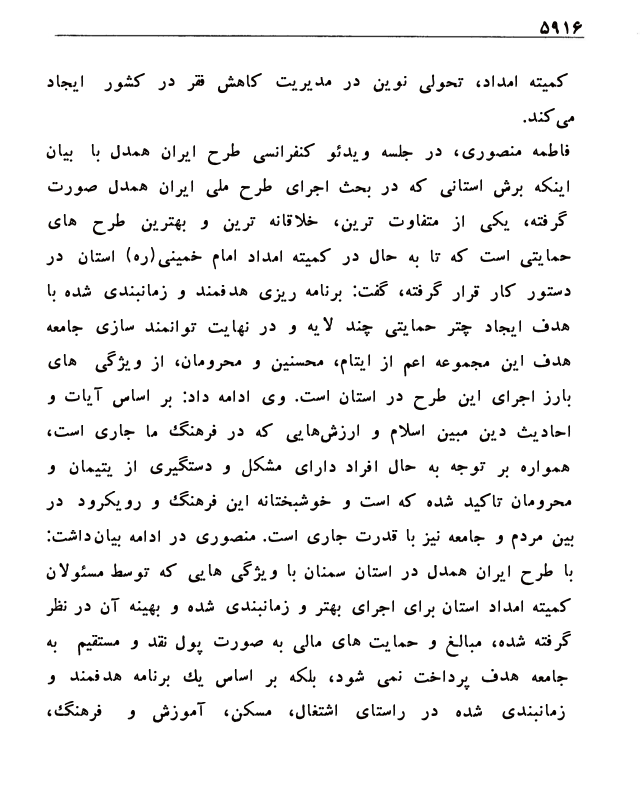 ۵۹۱۶
کمیته امداد، تحولی نوین در مدیریت کاهش فقر در کشور ایجاد
می‌کند.
فاطمه منصوری، در جلسه ویدئو کنفرانسی طرح ایران همدل با بیان
اینکه برش استانی که در بحث اجرای طرح ملی ایران همدل صورت
گرفته، یکی از متفاوت ترین، خلاقانه ترین و بهترین طرح های
حمایتی است که تا به حال در کمیته امداد امام خمینی(ره) استان در
دستور کار قرار گرفته، گفت: برنامه ریزی هدفمند و زمانبندی شده با
هدف ایجاد چتر حمایتی چند لایه و در نهایت توانمند سازی جامعه
هدف این مجموعه اعم از ایتام، محسنین و محرومان، از ویژگی های
بارز اجرای این طرح در استان است. وی ادامه داد: بر اساس آیات و
احادیث دین مبین اسلام و ارزش‌هایی که در فرهنگ ما جاری است،
همواره بر توجه به حال افراد دارای مشکل و دستگیری از یتیمان و
محرومان تاکید شده که است و خوشبختانه این فرهنگ و رویکرود در
بین مردم و جامعه نیز با قدرت جاری است. منصوری در ادامه بیان‌داشت:
با طرح ایران همدل در استان سمنان با ویژگی هایی که توسط مسئولان
کمیته امداد استان برای اجرای بهتر و زمانبندی شده و بهینه آن در نظر
گرفته شده، مبالغ و حمایت های مالی به صورت پول نقد و مستقیم به
جامعه هدف پرداخت نمی شود، بلکه بر اساس یك برنامه هدفمند و
زمانبندی شده در راستای اشتغال، مسکن، آموزش و فرهنگ،